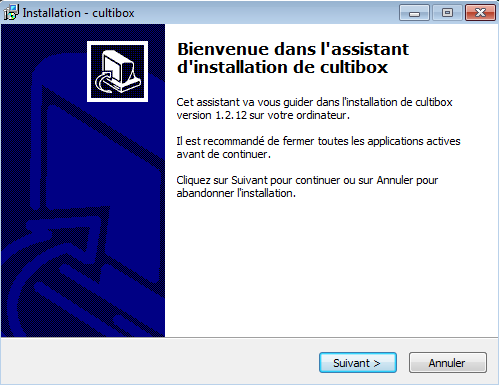 Installation - cultibox
Bienvenue dans l'assistant
d'installation de cultibox
Cet assistant va vous guider dans l'installation de cultibox
version 1.2.12 sur votre ordinateur.
Il est recommandé de fermer toutes les applications actives
avant de continuer.
Cliquez sur Suivant pour continuer ou sur Annuler pour
abandonner l'installation.
Suivant >
Annuler